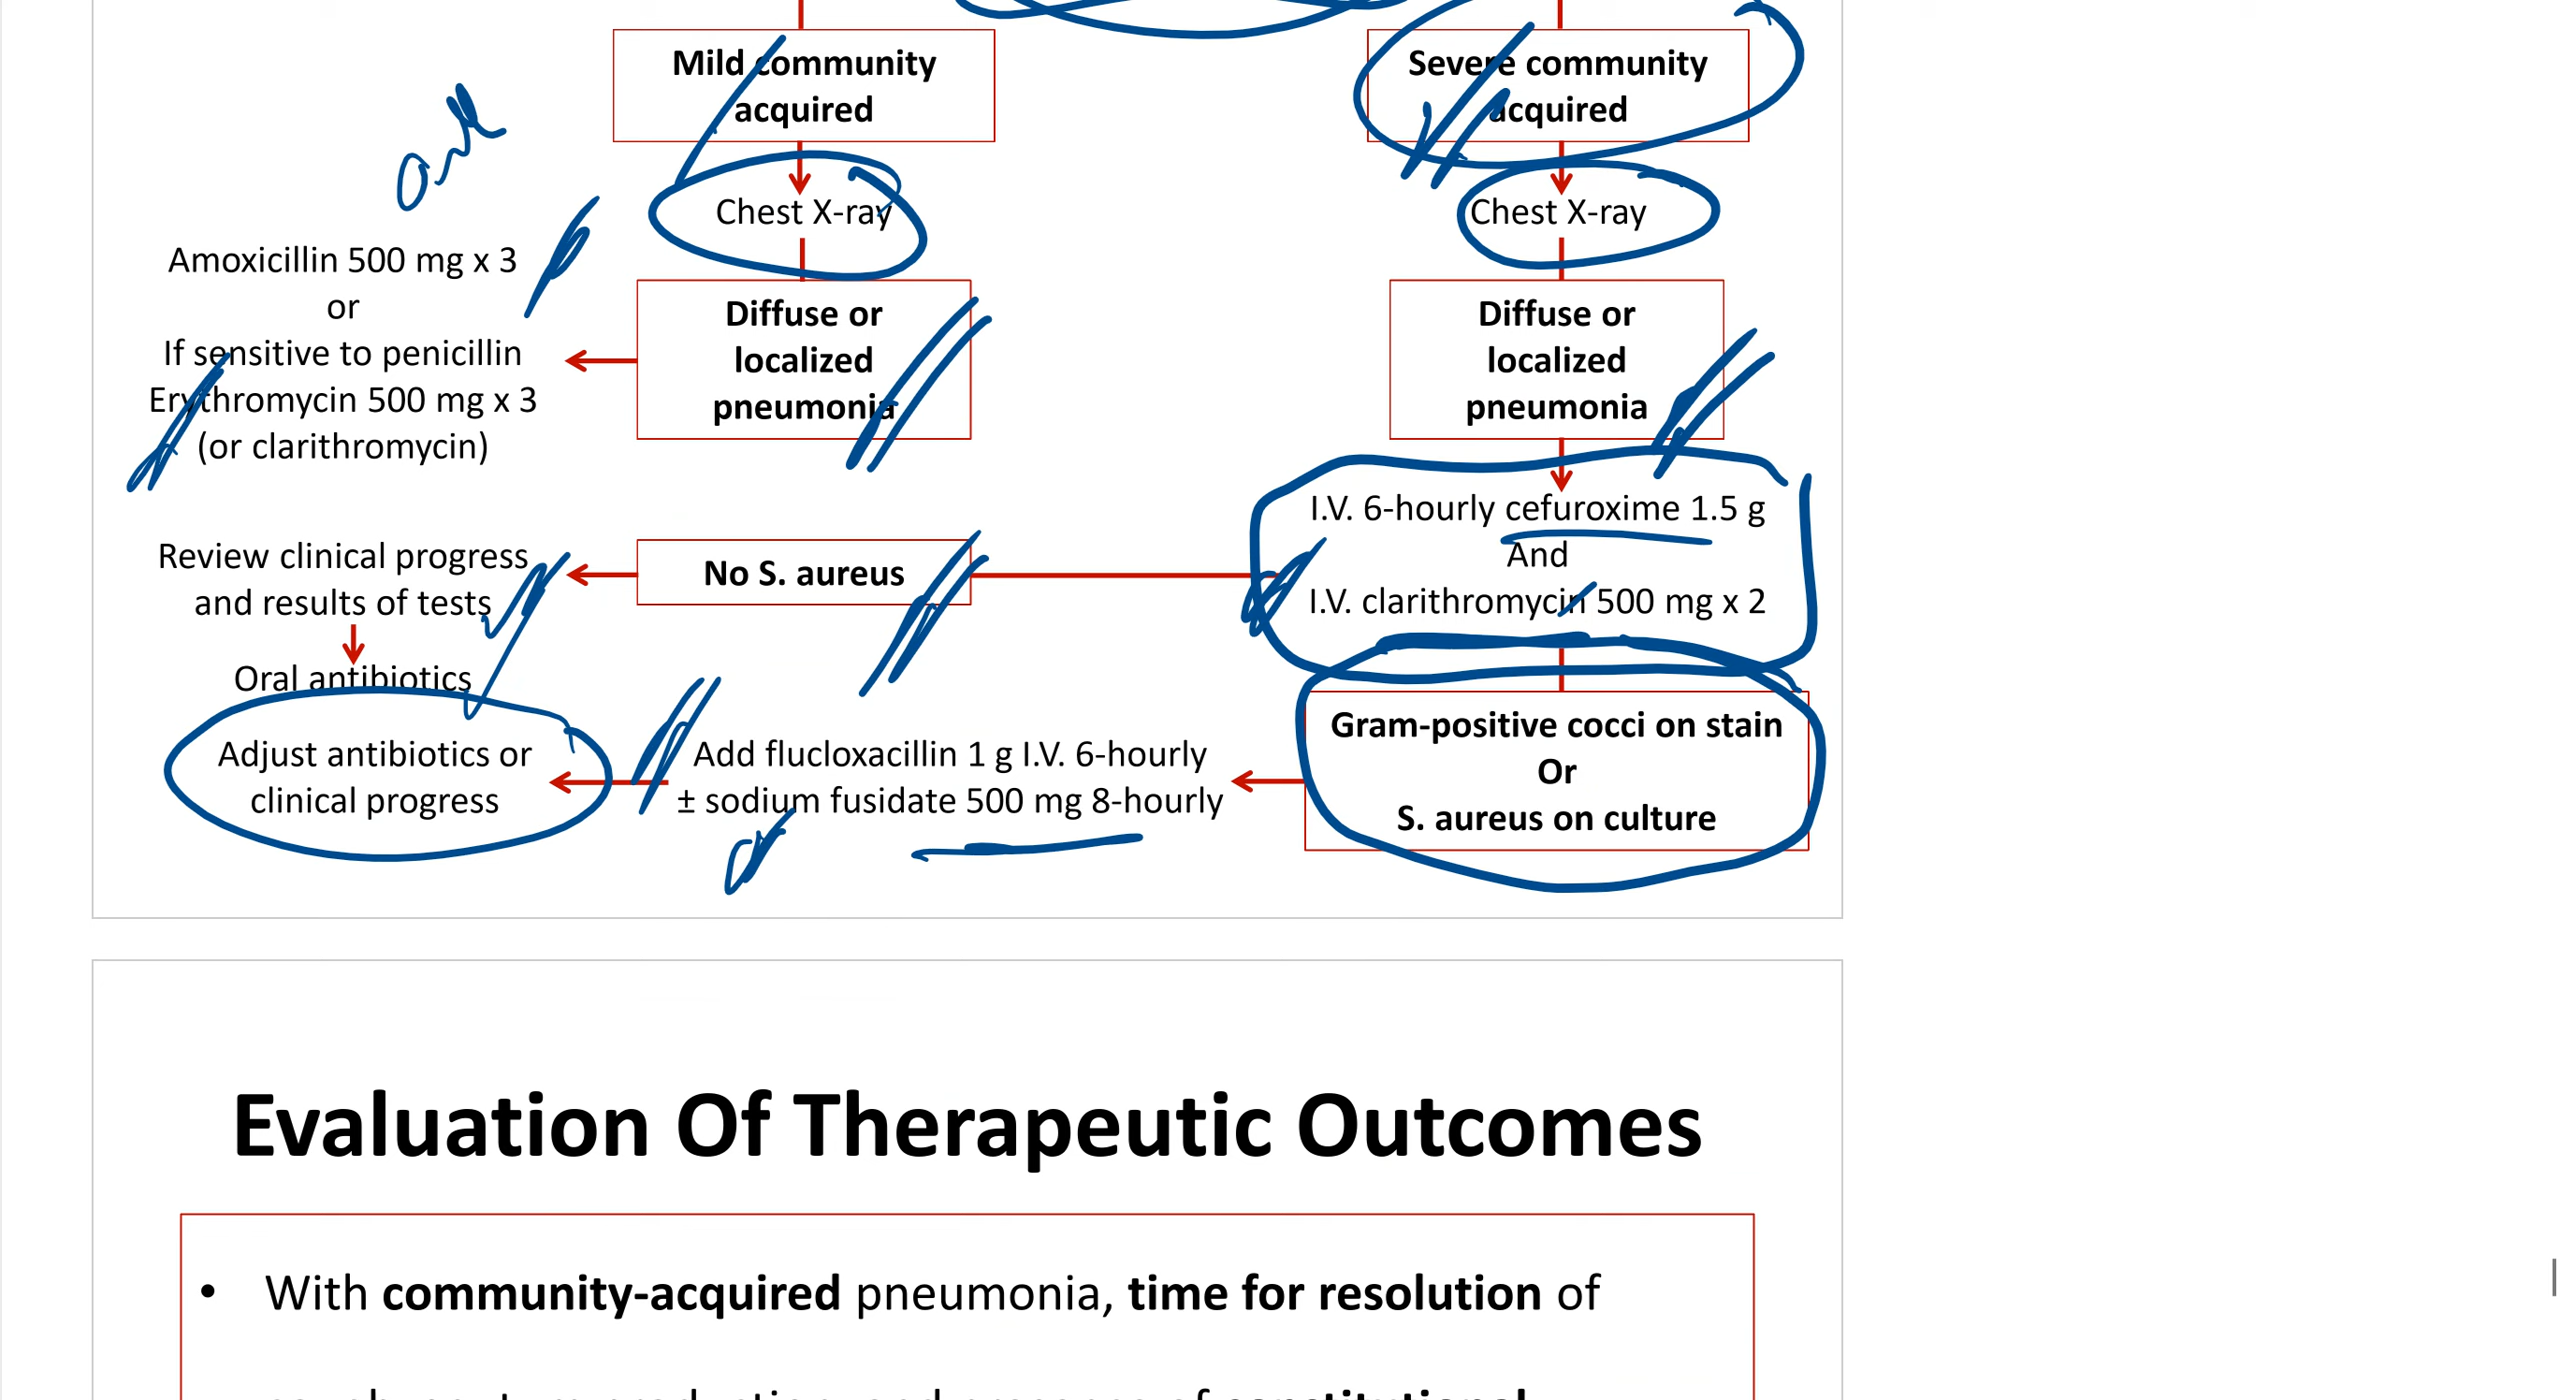 Mild community
acquired
Severe community
acquired
Chest X-ray
Chest X-ray
Amoxicillin 500 mg x 3
or
If sensitive to penicillin
Erythromycin 500 mg x 3
(or clarithromycin)
Diffuse or
localized
pneumonia
Diffuse or
localized
pneumonia
I.V. 6-hourly cefuroxime 1.5 g
And
I.V. clarithromycin 500 mg x 2
No S. aureus
Review clinical progress
and results of tests
Oral antibiotics
Gram-positive cocci on stain
Or
S. aureus on culture
Add flucloxacillin 1 g I.V. 6-hourly
± sodium fusidate 500 mg 8-hourly
Adjust antibiotics or
clinical progress
Evaluation Of Therapeutic Outcomes
• With community-acquired pneumonia, time for resolution of